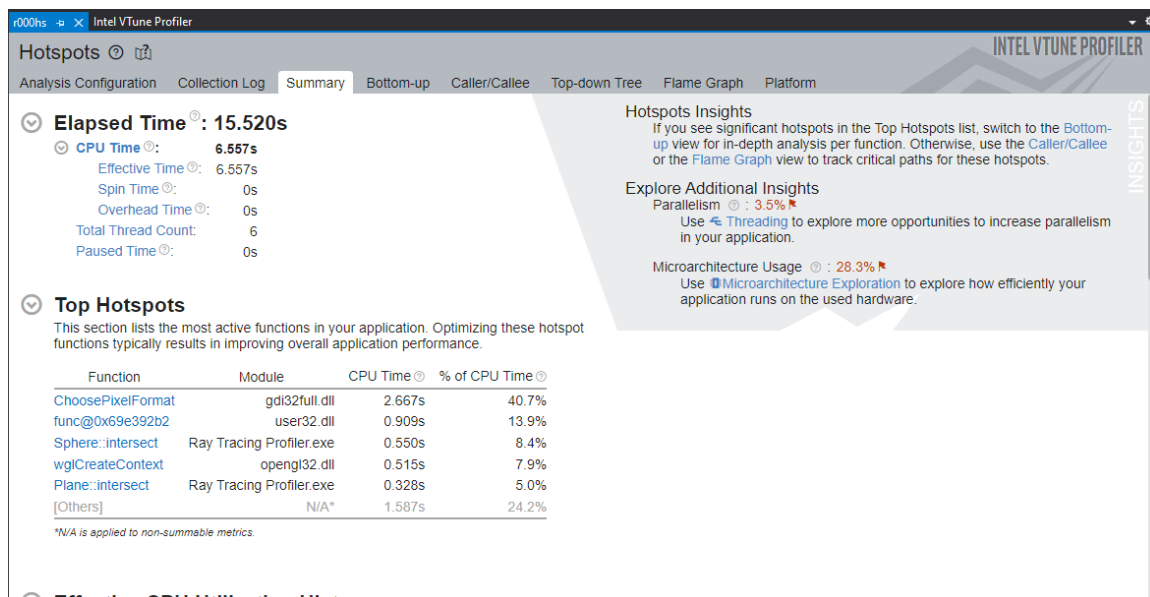 r000hs Intel VTune Profiler
Hotspots
INTEL VTUNE PROFILER
Analysis Configuration Collection Log Summary Bottom-up Caller/Callee Top-down Tree Flame Graph Platform
Elapsed Time: 15.520s
CPU Time: 6.557s
Effective Time: 6.557s
Spin Time: 0s
Overhead Time: 0s
Total Thread Count: 6
Paused Time: 0s
Hotspots Insights
If you see significant hotspots in the Top Hotspots list, switch to the Bottom-
up view for in-depth analysis per function. Otherwise, use the Caller/Callee
or the Flame Graph view to track critical paths for these hotspots.
Explore Additional Insights
Parallelism : 3.5%
Use Threading to explore more opportunities to increase parallelism
in your application.
Microarchitecture Usage : 28.3%
Use Microarchitecture Exploration to explore how efficiently your
application runs on the used hardware.
INSIGHTS
Top Hotspots
This section lists the most active functions in your application. Optimizing these hotspot
functions typically results in improving overall application performance.
Function Module CPU Time % of CPU Time
ChoosePixelFormat gdi32full.dll 2.667s 40.7%
func@0x69e392b2 user32.dll 0.909s 13.9%
Sphere::intersect Ray Tracing Profiler.exe 0.550s 8.4%
wglCreateContext opengl32.dll 0.515s 7.9%
Plane::intersect Ray Tracing Profiler.exe 0.328s 5.0%
[Others] N/A* 1.587s 24.2%
*N/A is applied to non-summable metrics.